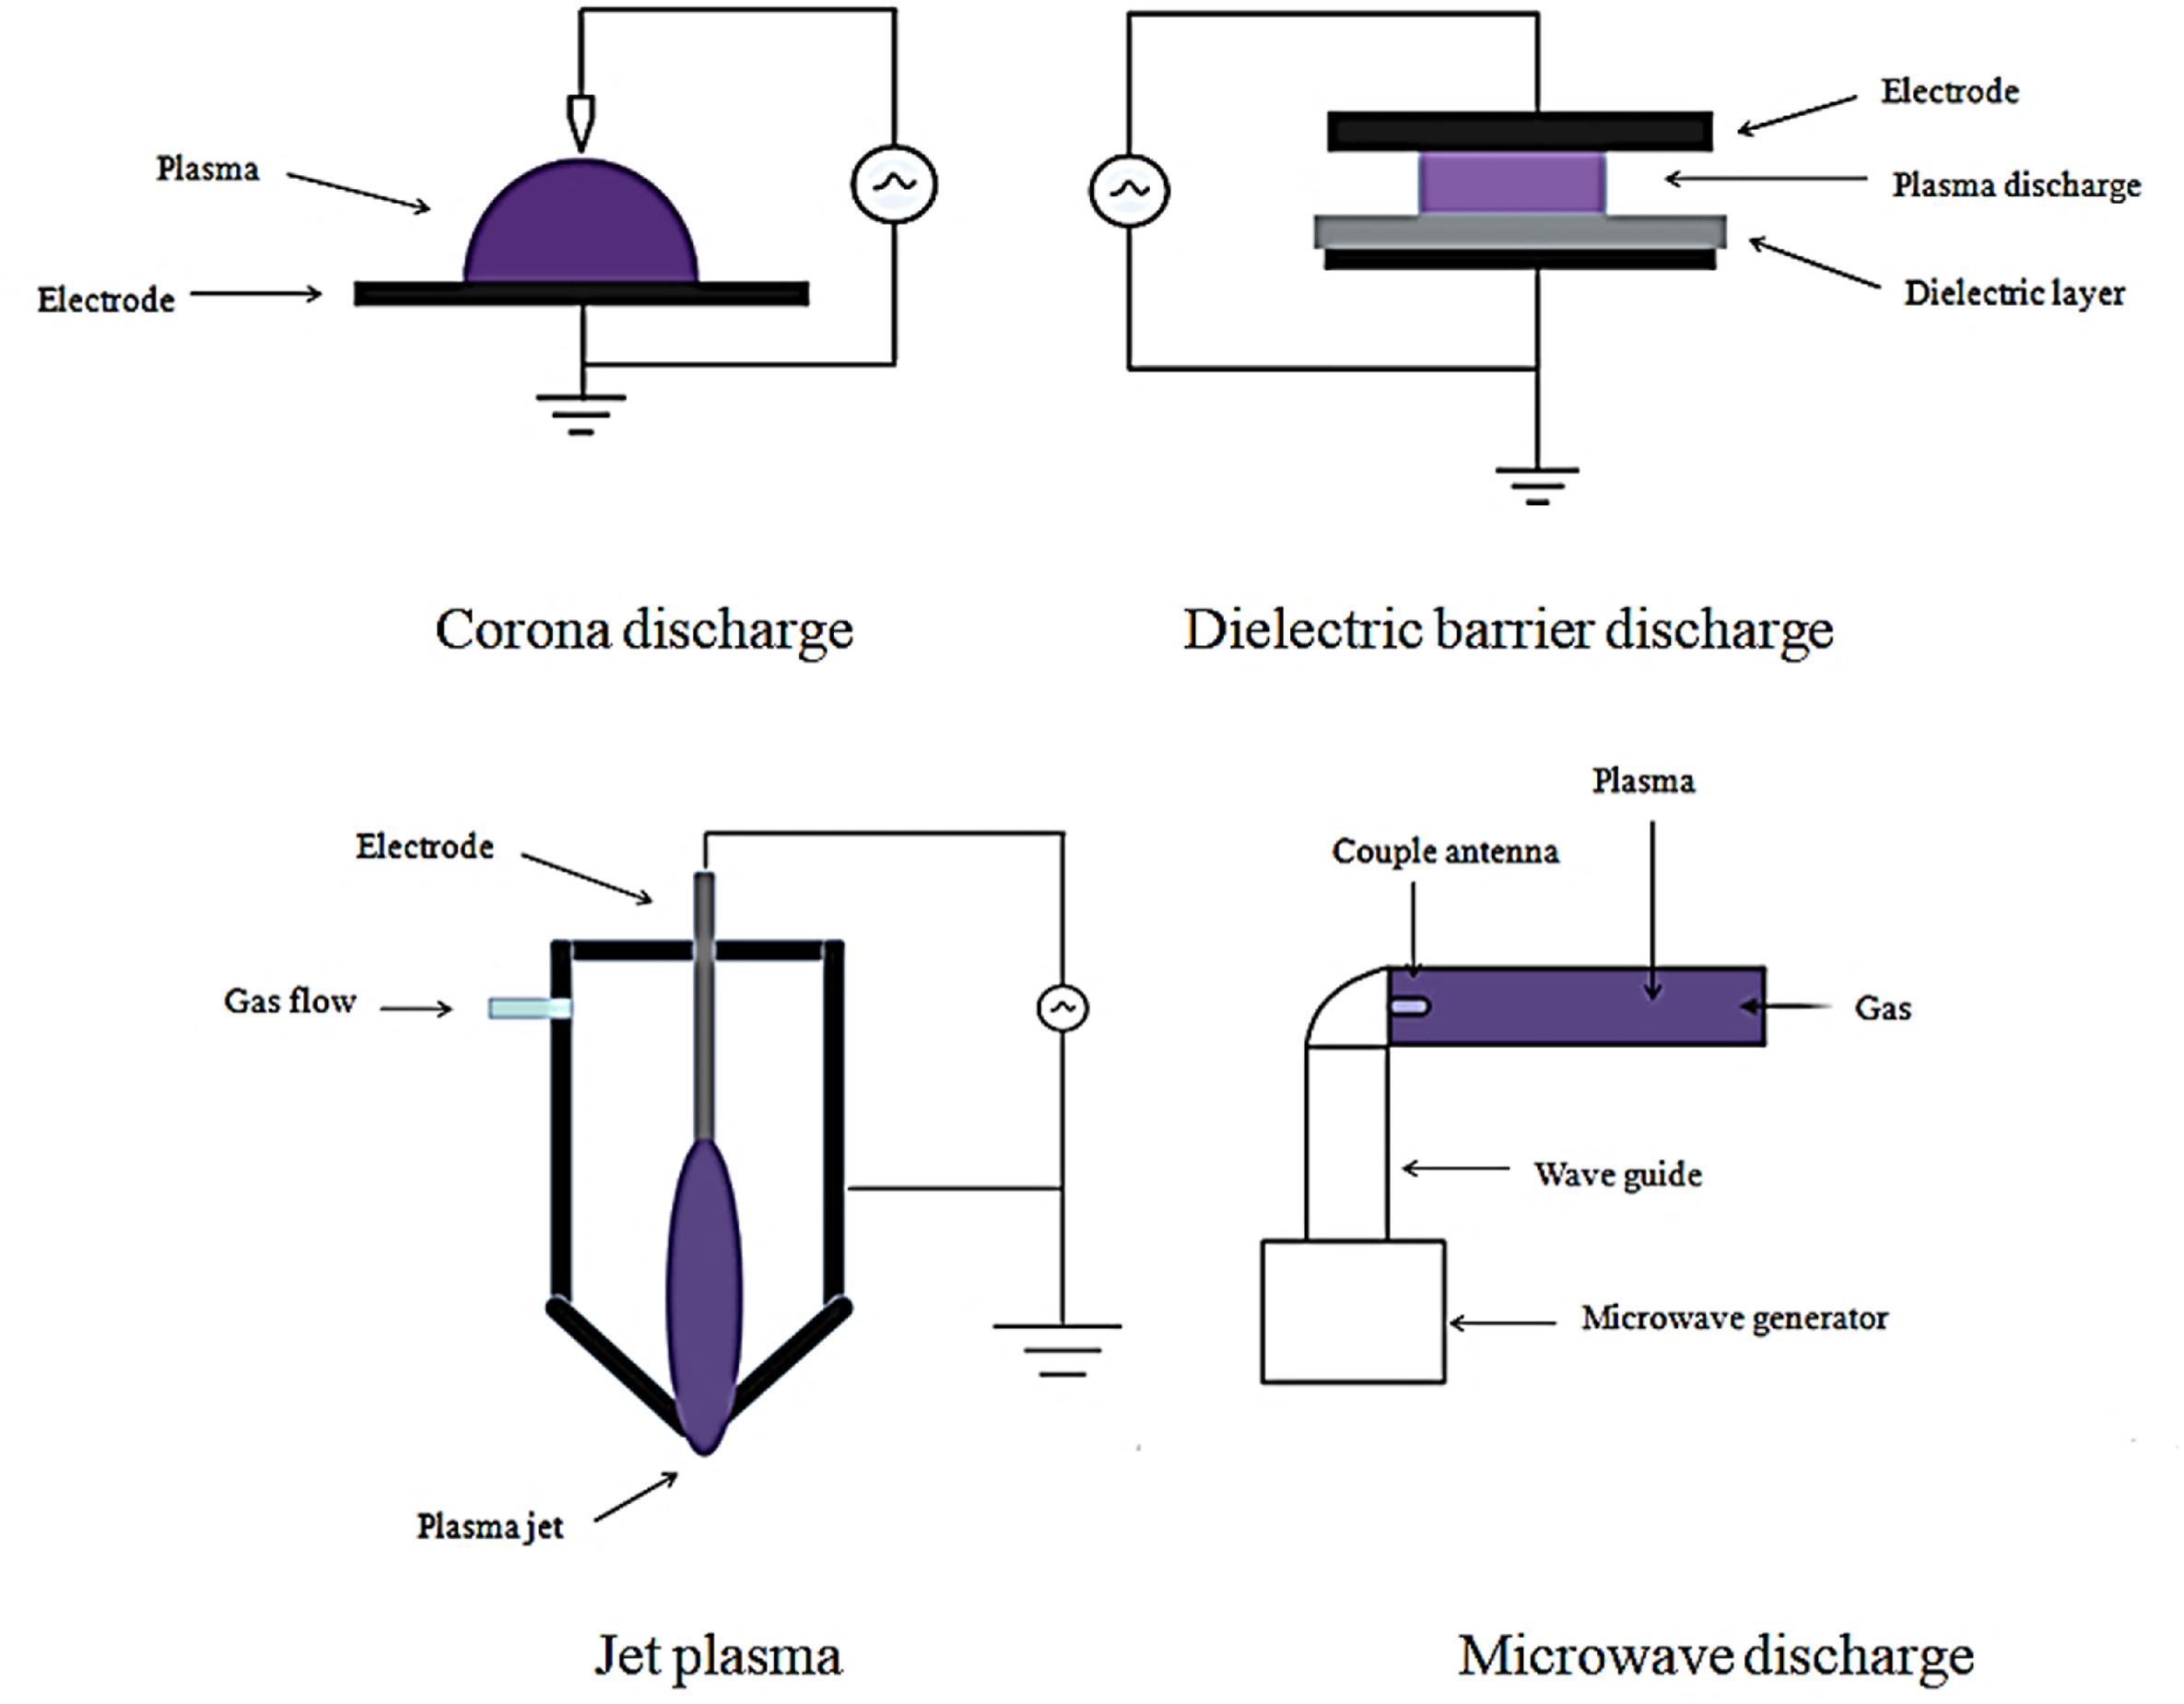 Plasma
Electrode
Corona discharge
Electrode
Plasma discharge
Dielectric layer
Dielectric barrier discharge
Electrode
Gas flow
Plasma jet
Jet plasma
Plasma
Couple antenna
Gas
Wave guide
Microwave generator
Microwave discharge